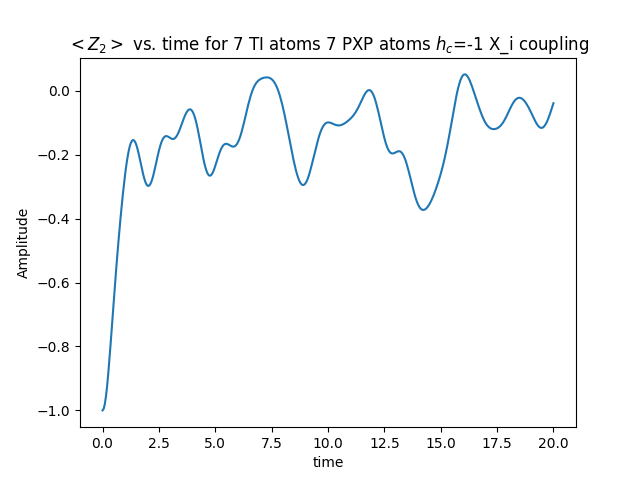 < Z₂ > vs. time for 7 TI atoms 7 PXP atoms h_c=-1 X_i coupling
0.0
−0.2
−0.4
−0.6
−0.8
−1.0
Amplitude
0.0 2.5 5.0 7.5 10.0 12.5 15.0 17.5 20.0
time